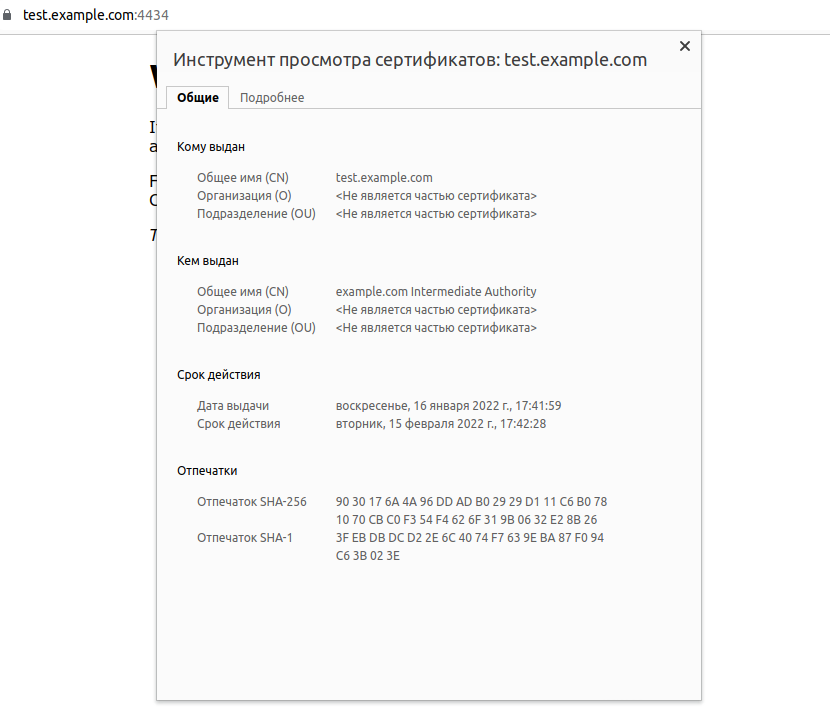 test.example.com:4434
Инструмент просмотра сертификатов: test.example.com
Общие Подробнее
Кому выдан
Общее имя (CN) test.example.com
Организация (O) <Не является частью сертификата>
Подразделение (OU) <Не является частью сертификата>
Кем выдан
Общее имя (CN) example.com Intermediate Authority
Организация (O) <Не является частью сертификата>
Подразделение (OU) <Не является частью сертификата>
Срок действия
Дата выдачи воскресенье, 16 января 2022 г., 17:41:59
Срок действия вторник, 15 февраля 2022 г., 17:42:28
Отпечатки
Отпечаток SHA-256 90 30 17 6A 4A 96 DD AD B0 29 29 D1 11 C6 B0 78
10 70 CB C0 F3 54 F4 62 6F 31 9B 06 32 E2 8B 26
Отпечаток SHA-1 3F EB DB DC D2 2E 6C 40 74 F7 63 9E BA 87 F0 94
C6 3B 02 3E